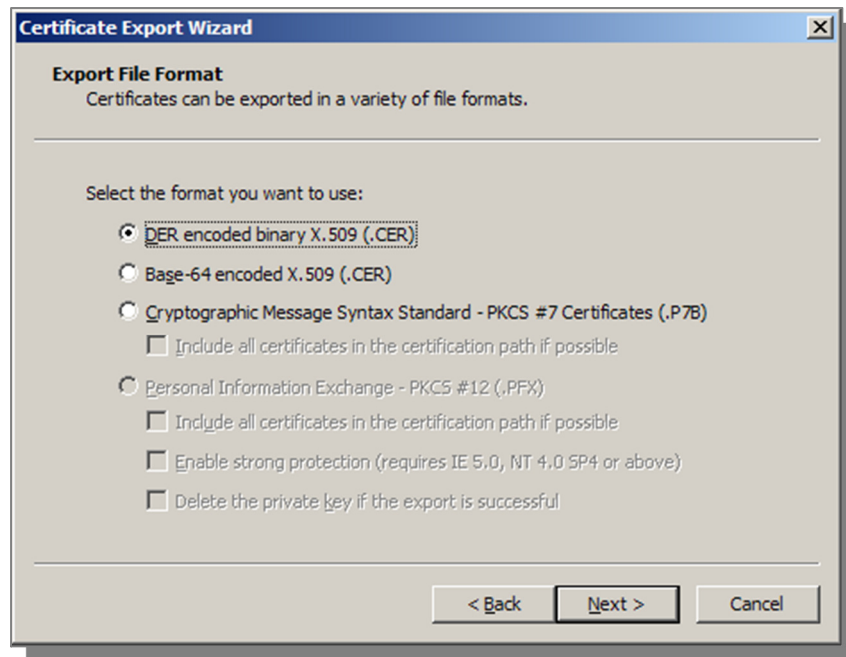 Certificate Export Wizard
Export File Format
Certificates can be exported in a variety of file formats.
Select the format you want to use:
DER encoded binary X.509 (.CER)
Base-64 encoded X.509 (.CER)
Cryptographic Message Syntax Standard - PKCS #7 Certificates (.P7B)
Include all certificates in the certification path if possible
Personal Information Exchange - PKCS #12 (.PFX)
Include all certificates in the certification path if possible
Enable strong protection (requires IE 5.0, NT 4.0 SP4 or above)
Delete the private key if the export is successful
< Back Next > Cancel